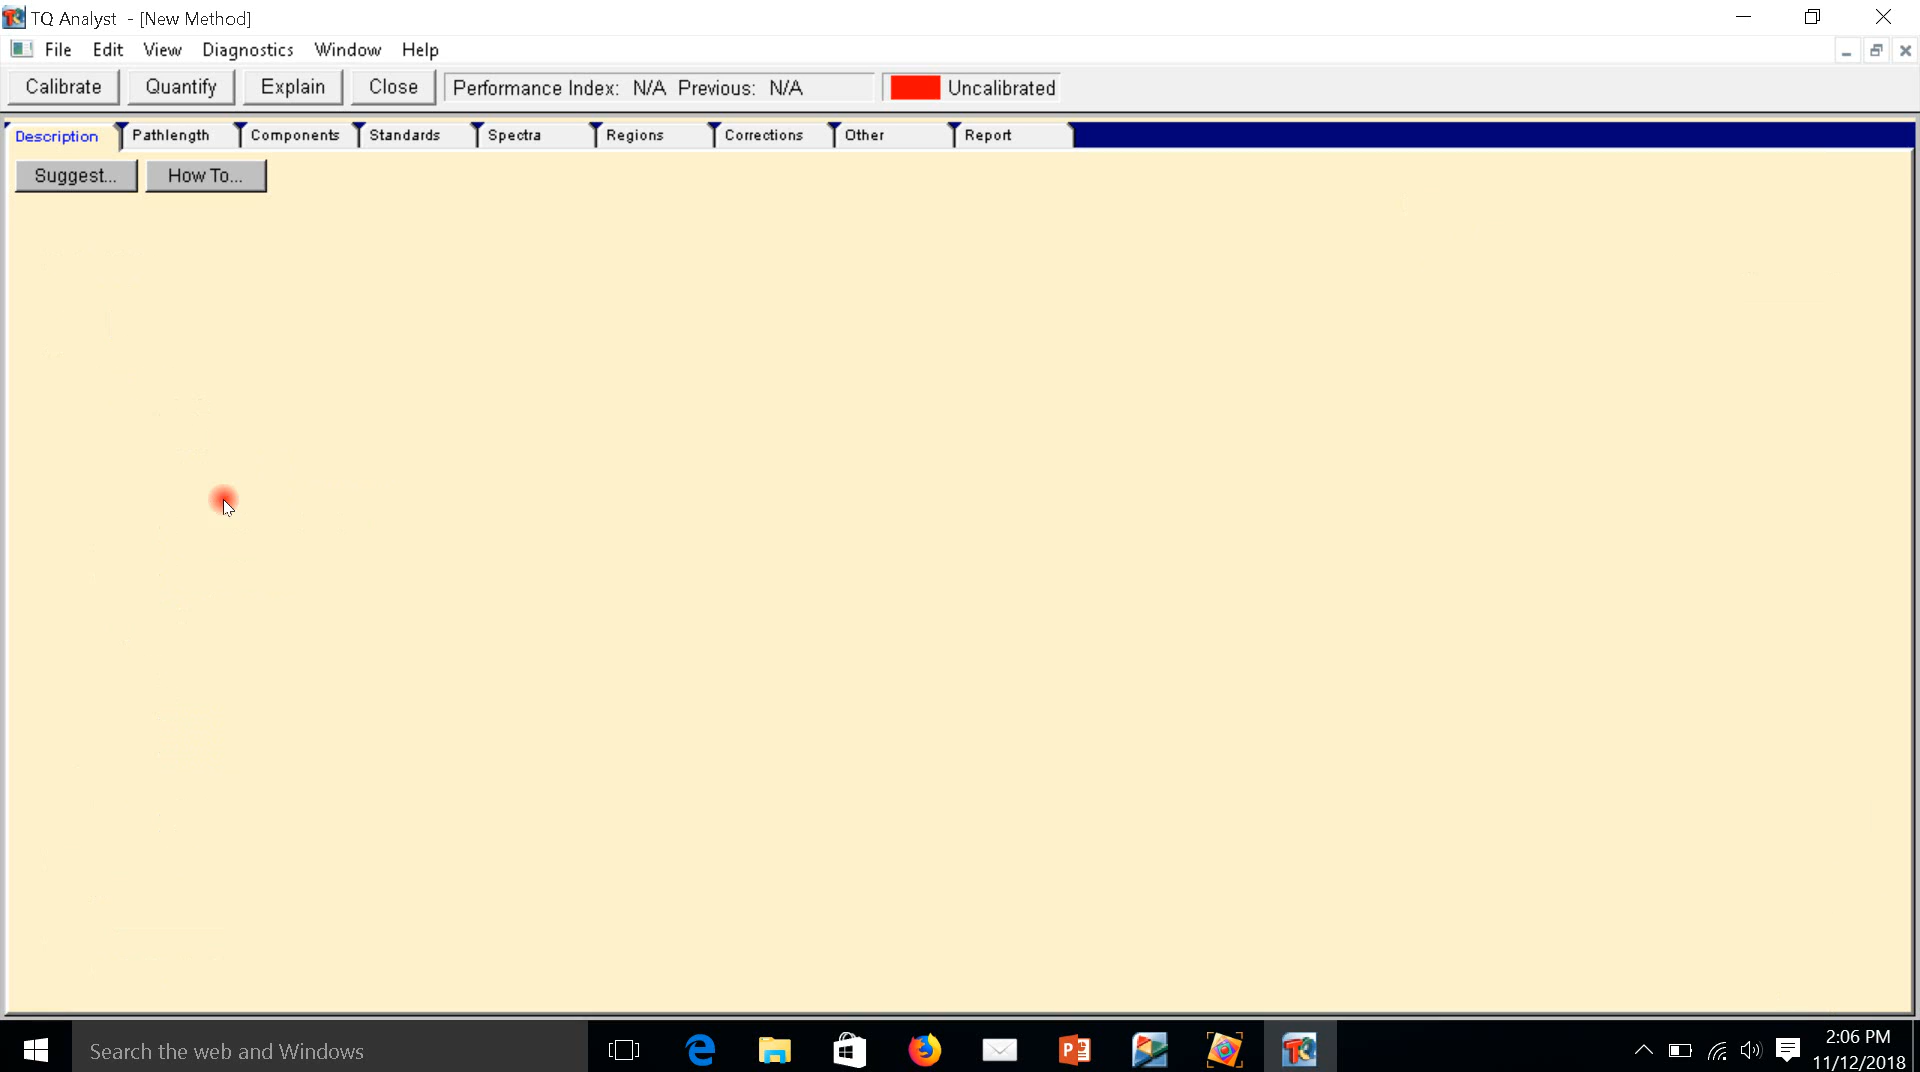 TQ Analyst - [New Method]
File Edit View Diagnostics Window Help
Calibrate Quantify Explain Close Performance Index: N/A Previous: N/A Uncalibrated
Description Pathlength Components Standards Spectra Regions Corrections Other Report
Suggest... How To...
Search the web and Windows
2:06 PM
11/12/2018